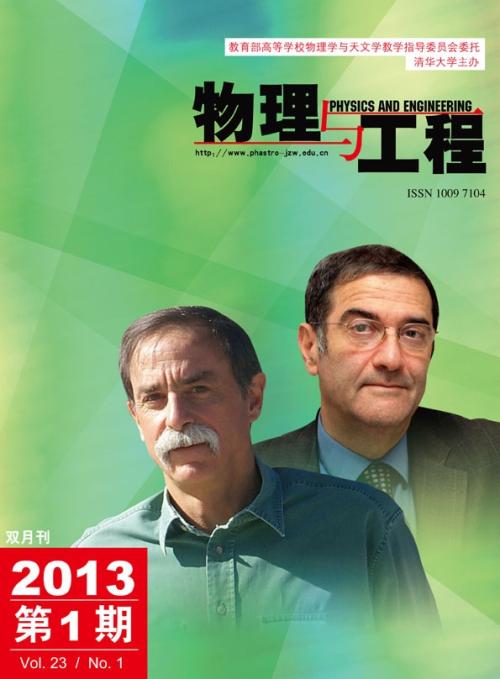 教育部高等学校物理学与天文学教学指导委员会委托
清华大学主办
物理与工程
PHYSICS AND ENGINEERING
http://www.phastro-jzw.edu.cn
ISSN 1009 7104
双月刊
2013
第1期
Vol. 23 / No. 1